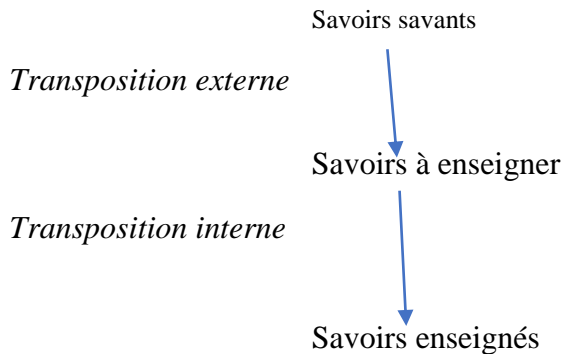 Savoirs savants
Transposition externe
Savoirs à enseigner
Transposition interne
Savoirs enseignés